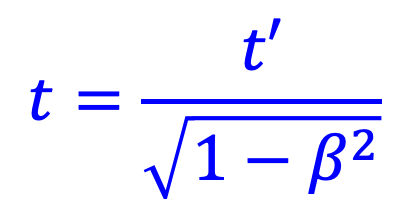 t = t′ / √(1 − β²)